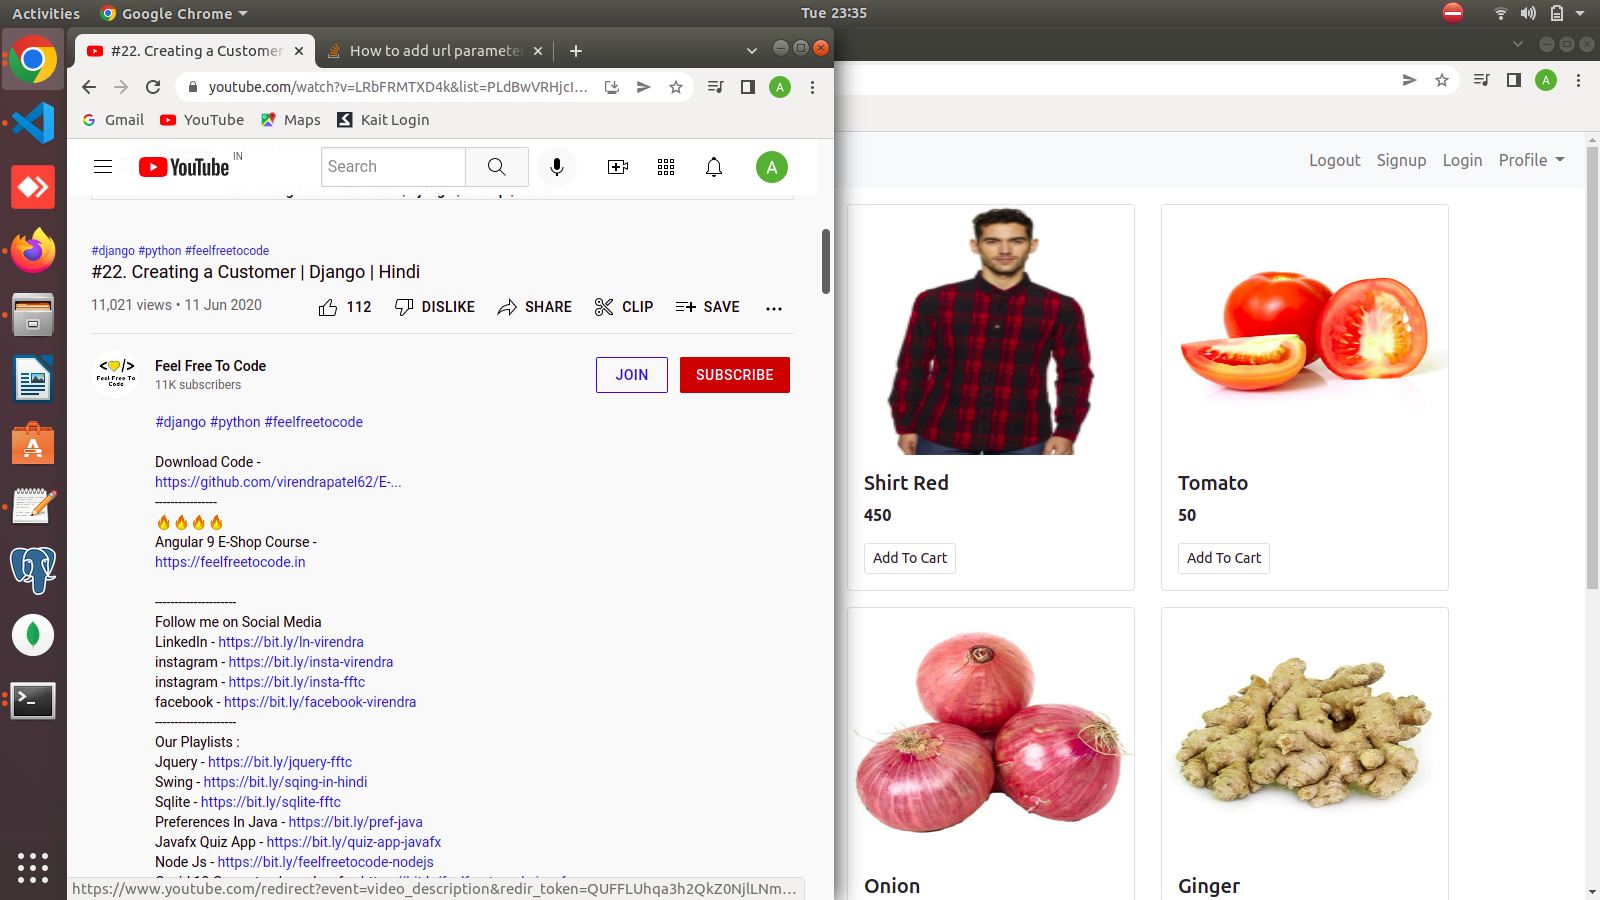 Activities
Google Chrome
Tue 23:35
#22. Creating a Customer
How to add url parameter
youtube.com/watch?v=LRbFRMTXD4k&list=PLdBwVRHjcI...
A
A
Gmail
YouTube
Maps
Kait Login
YouTube IN
Search
A
#django #python #feelfreetocode
#22. Creating a Customer | Django | Hindi
11,021 views • 11 Jun 2020
112
DISLIKE
SHARE
CLIP
SAVE
...
Feel Free To Code
Feel Free To Code
11K subscribers
JOIN
SUBSCRIBE
#django #python #feelfreetocode
Download Code -
https://github.com/virendrapatel62/E-...
----------------
🔥🔥🔥🔥
Angular 9 E-Shop Course -
https://feelfreetocode.in
---------------------
Follow me on Social Media
LinkedIn - https://bit.ly/ln-virendra
instagram - https://bit.ly/insta-virendra
instagram - https://bit.ly/insta-fftc
facebook - https://bit.ly/facebook-virendra
---------------------
Our Playlists :
Jquery - https://bit.ly/jquery-fftc
Swing - https://bit.ly/sqing-in-hindi
Sqlite - https://bit.ly/sqlite-fftc
Preferences In Java - https://bit.ly/pref-java
Javafx Quiz App - https://bit.ly/quiz-app-javafx
Node Js - https://bit.ly/feelfreetocode-nodejs
https://www.youtube.com/redirect?event=video_description&redir_token=QUFFLUhqa3h2QkZ0NjlLNm...
Logout
Signup
Login
Profile
Shirt Red
450
Add To Cart
Tomato
50
Add To Cart
Onion
Ginger